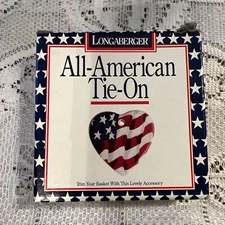 LONGABERGER
All-American
Tie-On
Trim Your Basket With This Lovely Accessory